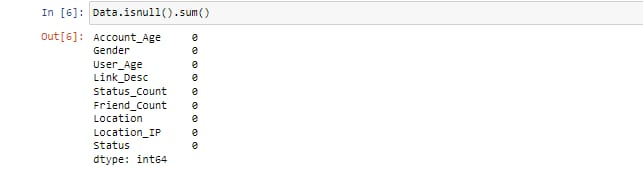 In [6]: Data.isnull().sum()
Out[6]: Account_Age 0
Gender 0
User_Age 0
Link_Desc 0
Status_Count 0
Friend_Count 0
Location 0
Location_IP 0
Status 0
dtype: int64